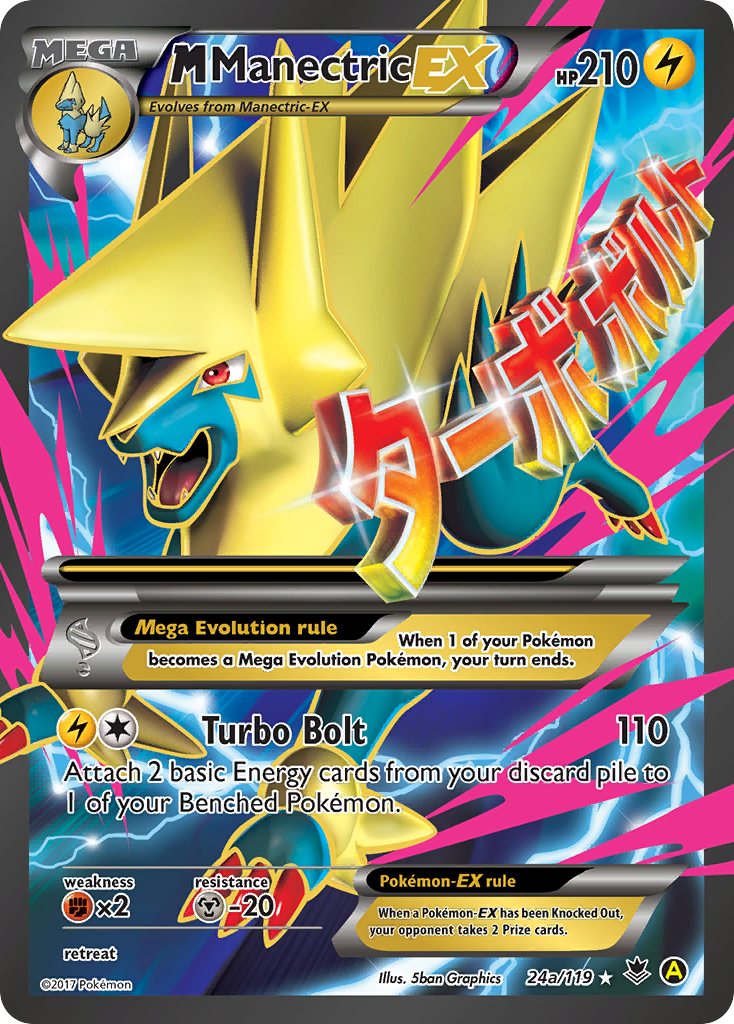 MEGA
MManectricEX
HP210
Evolves from Manectric-EX
ターボボルト
Mega Evolution rule
When 1 of your Pokémon
becomes a Mega Evolution Pokémon, your turn ends.
Turbo Bolt 110
Attach 2 basic Energy cards from your discard pile to
1 of your Benched Pokémon.
weakness resistance
×2 -20
Pokémon-EX rule
When a Pokémon-EX has been Knocked Out,
your opponent takes 2 Prize cards.
retreat
©2017 Pokémon Illus. 5ban Graphics 24a/119 ★ A